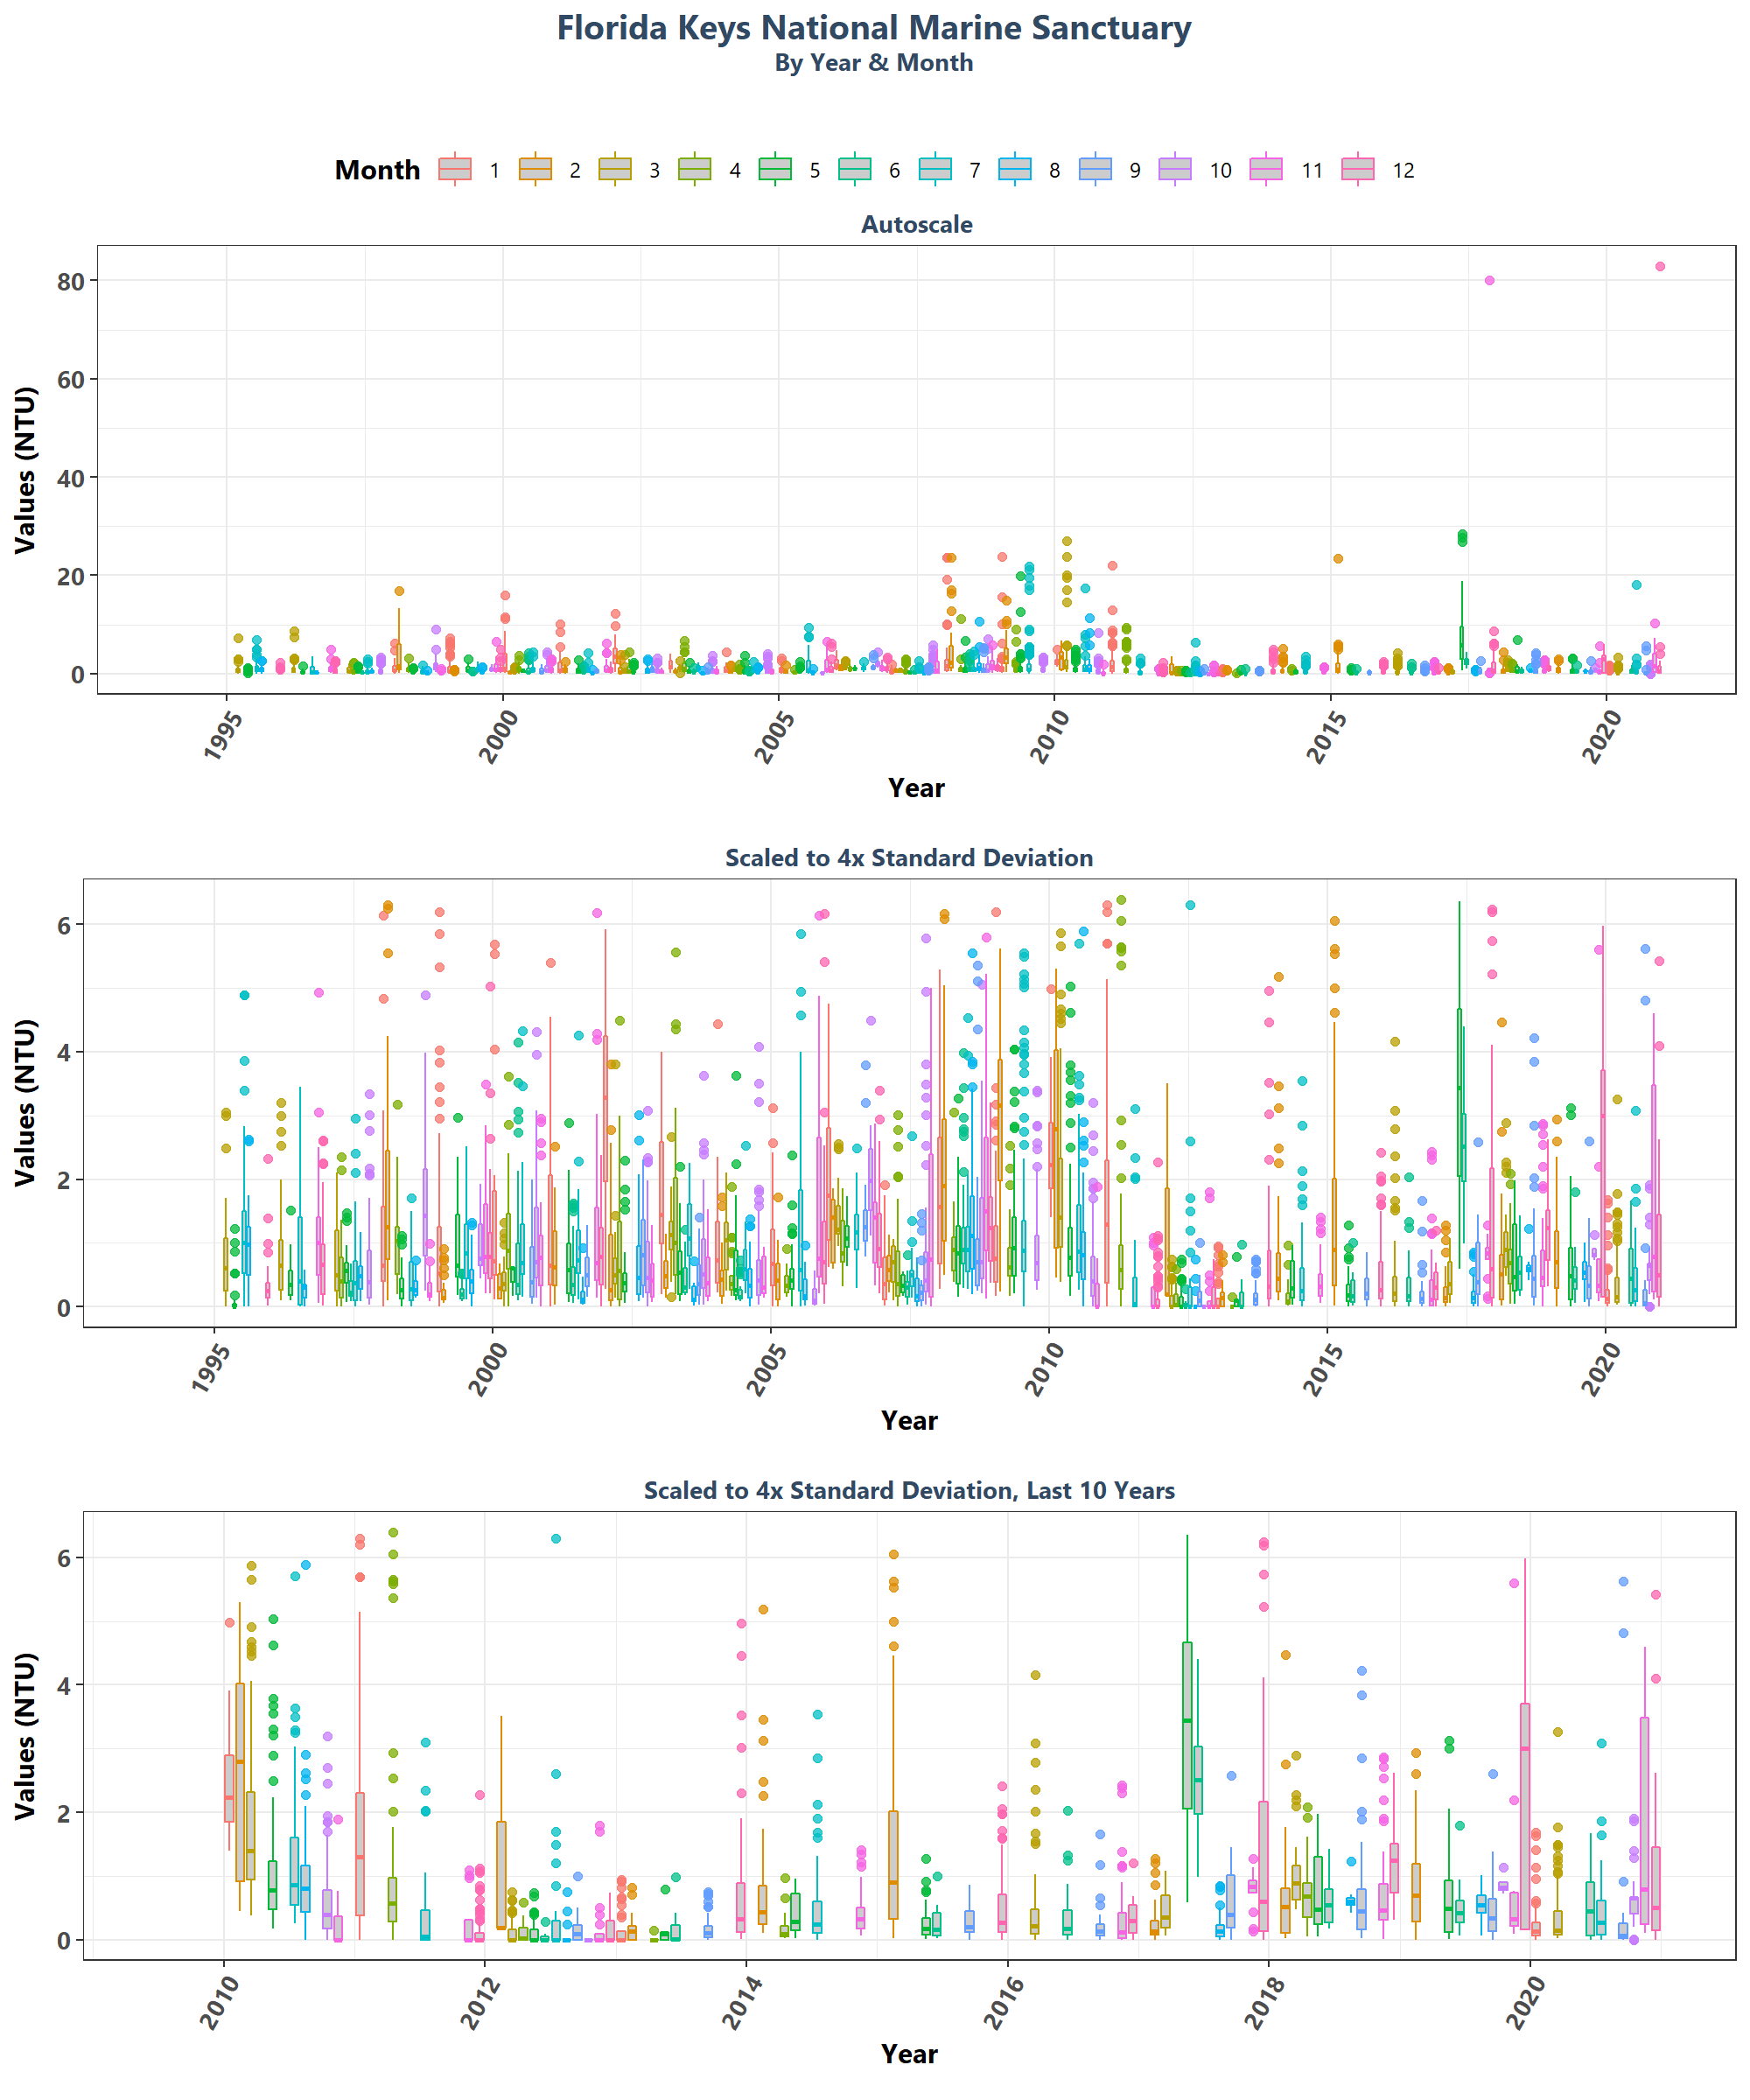 Florida Keys National Marine Sanctuary
By Year & Month
Month 1 2 3 4 5 6 7 8 9 10 11 12
Autoscale
Values (NTU)
80
60
40
20
0
1995 2000 2005 2010 2015 2020
Year
Scaled to 4x Standard Deviation
Values (NTU)
6
4
2
0
1995 2000 2005 2010 2015 2020
Year
Scaled to 4x Standard Deviation, Last 10 Years
Values (NTU)
6
4
2
0
2010 2012 2014 2016 2018 2020
Year